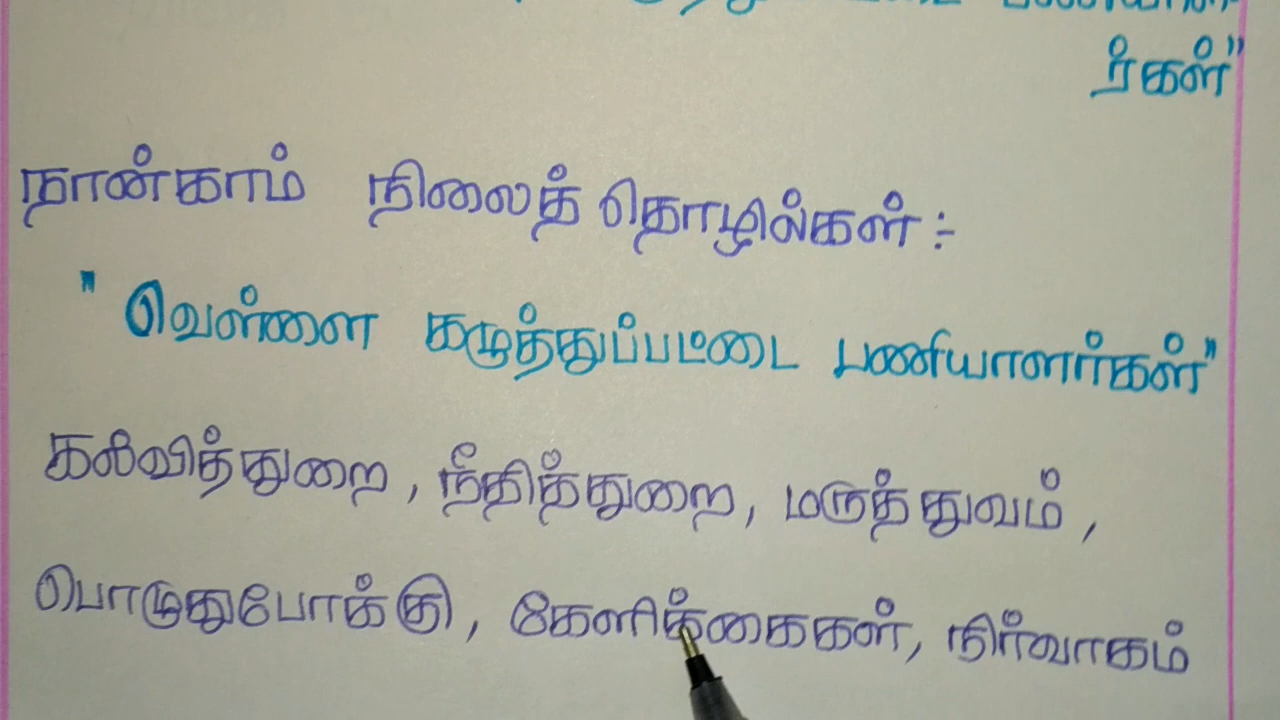 ர்கள்"
நான்காம் நிலைத் தொழில்கள் :-
" வெள்ளை கழுத்துப்பட்டை பணியாளர்கள்"
கல்வித்துறை, நீதித்துறை, மருத்துவம்,
பொடுதுபோக்கு, கேளிக்கைகள், நிர்வாகம்